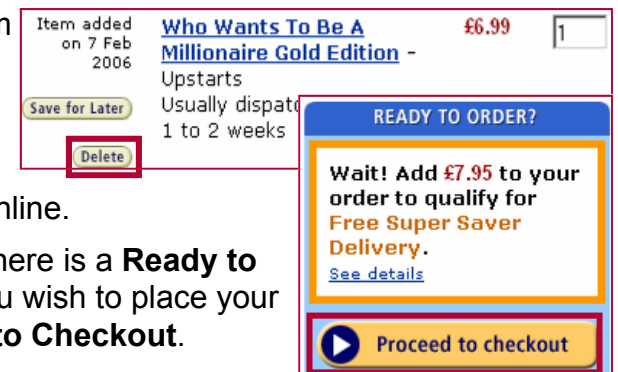 Item added
on 7 Feb
2006
Save for Later
Delete
Who Wants To Be A
Millionaire Gold Edition -
Upstarts
Usually
1 to 2 weeks
£6.99
1
READY TO ORDER?
Wait! Add £7.95 to your
order to qualify for
Free Super Saver
Delivery.
See details
Proceed to checkout
there is a Ready to
wish to place your
to Checkout.